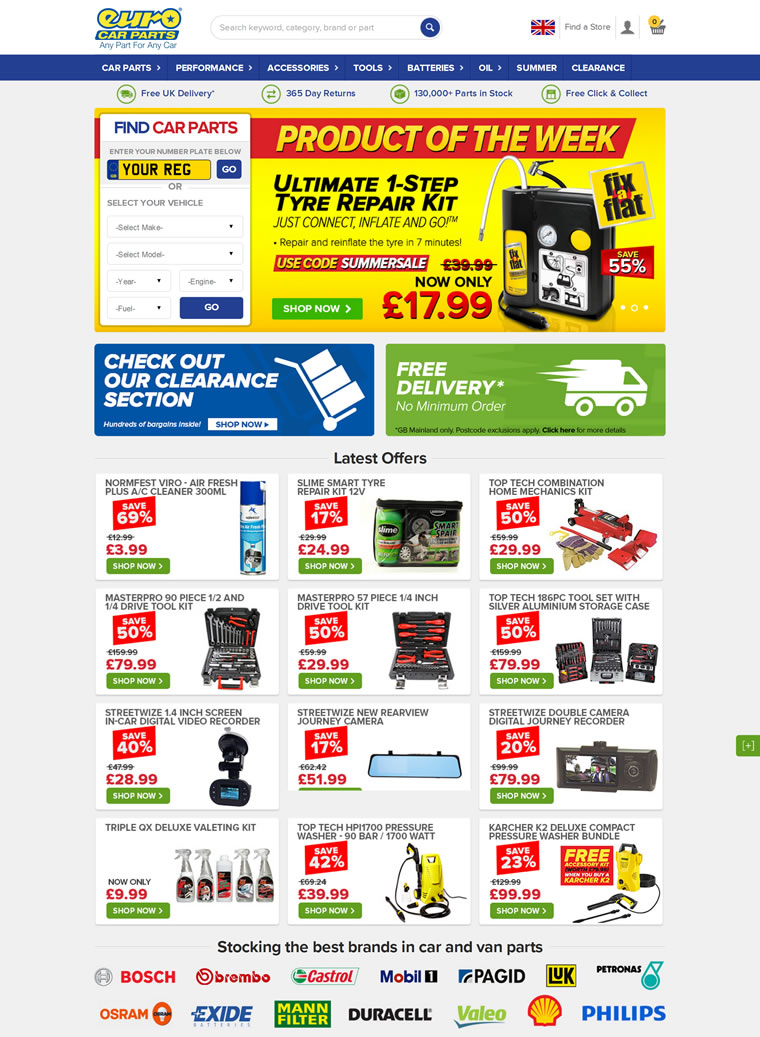 euro
CAR PARTS
Any Part For Any Car
Search keyword, category, brand or part
Find a Store
0
CAR PARTS
PERFORMANCE
ACCESSORIES
TOOLS
BATTERIES
OIL
SUMMER
CLEARANCE
Free UK Delivery*
365 Day Returns
130,000+ Parts in Stock
Free Click & Collect
FIND CAR PARTS
ENTER YOUR NUMBER PLATE BELOW
GB
YOUR REG
GO
OR
SELECT YOUR VEHICLE
-Select Make-
-Select Model-
-Year-
-Engine-
-Fuel-
GO
PRODUCT OF THE WEEK
ULTIMATE 1-STEP
TYRE REPAIR KIT
JUST CONNECT, INFLATE AND GO!™
• Repair and reinflate the tyre in 7 minutes!
USE CODE SUMMERSALE
£39.99
NOW ONLY
£17.99
SHOP NOW
fix
a
flat
fix
a
flat
SAVE
55%
CHECK OUT
OUR CLEARANCE
SECTION
Hundreds of bargains inside!
SHOP NOW
FREE
DELIVERY*
No Minimum Order
*GB Mainland only. Postcode exclusions apply. Click here for more details
Latest Offers
NORMFEST VIRO - AIR FRESH
PLUS A/C CLEANER 300ML
SAVE
69%
£12.99
£3.99
SHOP NOW
SLIME SMART TYRE
REPAIR KIT 12V
SAVE
17%
£29.99
£24.99
SHOP NOW
slime
SMART
SPAIR
TOP TECH COMBINATION
HOME MECHANICS KIT
SAVE
50%
£59.99
£29.99
SHOP NOW
MASTERPRO 90 PIECE 1/2 AND
1/4 DRIVE TOOL KIT
SAVE
50%
£159.99
£79.99
SHOP NOW
MASTERPRO 57 PIECE 1/4 INCH
DRIVE TOOL KIT
SAVE
50%
£59.99
£29.99
SHOP NOW
TOP TECH 186PC TOOL SET WITH
SILVER ALUMINIUM STORAGE CASE
SAVE
50%
£159.99
£79.99
SHOP NOW
STREETWIZE 1.4 INCH SCREEN
IN-CAR DIGITAL VIDEO RECORDER
SAVE
40%
£47.99
£28.99
SHOP NOW
STREETWIZE NEW REARVIEW
JOURNEY CAMERA
SAVE
17%
£62.42
£51.99
STREETWIZE DOUBLE CAMERA
DIGITAL JOURNEY RECORDER
SAVE
20%
£99.99
£79.99
SHOP NOW
[+]
TRIPLE QX DELUXE VALETING KIT
NOW ONLY
£9.99
SHOP NOW
TOP TECH HPI1700 PRESSURE
WASHER - 90 BAR / 1700 WATT
SAVE
42%
£69.24
£39.99
SHOP NOW
KARCHER K2 DELUXE COMPACT
PRESSURE WASHER BUNDLE
SAVE
23%
£129.99
£99.99
SHOP NOW
FREE
ACCESSORY KIT
WHEN YOU BUY A
KARCHER K2
Stocking the best brands in car and van parts
BOSCH
brembo
Castrol
Mobil 1
PAGID
LUK
PETRONAS
OSRAM
OSRAM
EXIDE
BATTERIES
MANN
FILTER
DURACELL
Valeo
Shell
PHILIPS